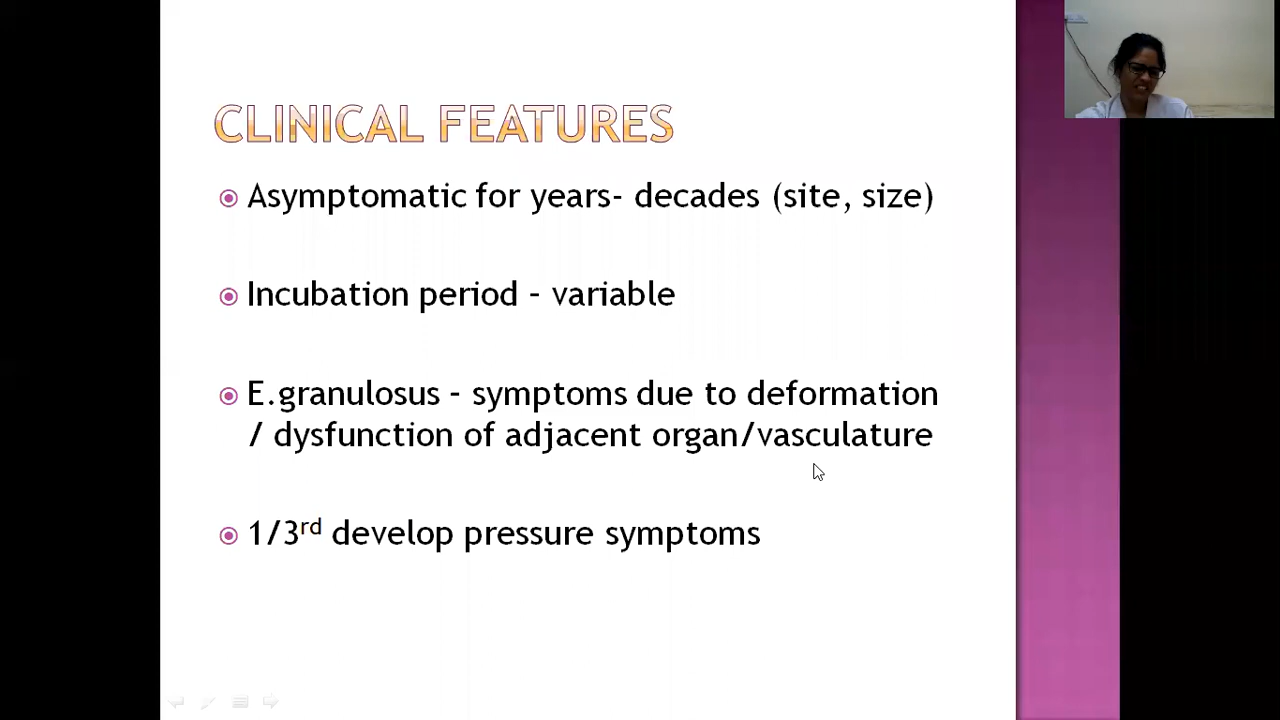 CLINICAL FEATURES
Asymptomatic for years- decades (site, size)
Incubation period – variable
E.granulosus – symptoms due to deformation
/ dysfunction of adjacent organ/vasculature
1/3rd develop pressure symptoms